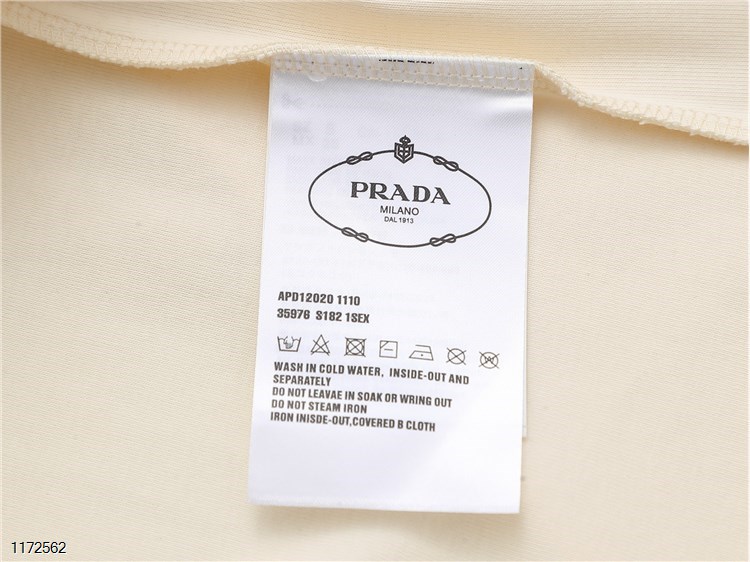 PRADA
MILANO
DAL 1913
APD12020 1110
35976 S182 1SEX
WASH IN COLD WATER, INSIDE-OUT AND
SEPARATELY
DO NOT LEAVAE IN SOAK OR WRING OUT
DO NOT STEAM IRON
IRON INISDE-OUT,COVERED B CLOTH
1172562